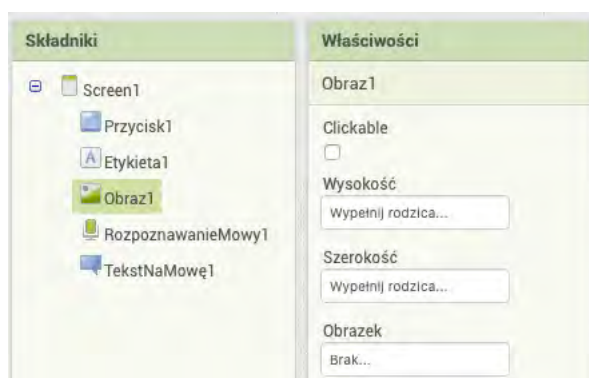 Składniki
Screen1
Przycisk1
A Etykieta1
Obraz1
RozpoznawanieMowy1
TekstNaMowę1
Właściwości
Obraz1
Clickable
Wysokość
Wypełnij rodzica...
Szerokość
Wypełnij rodzica...
Obrazek
Brak...